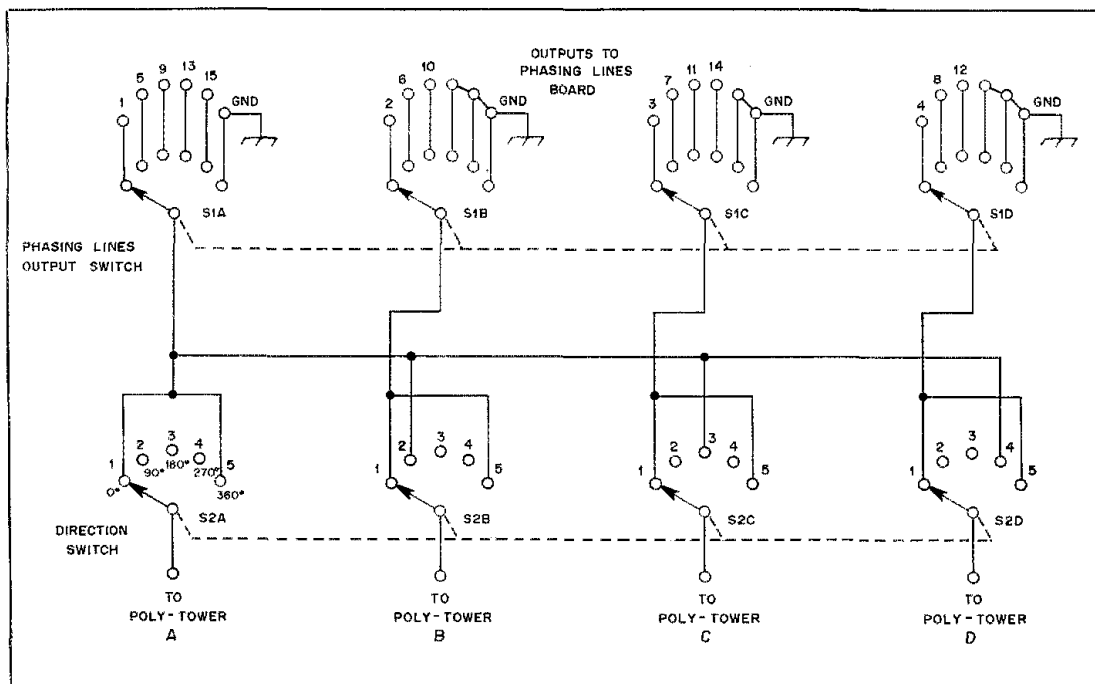 OUTPUTS TO
PHASING LINES
BOARD
1 5 9 13 15 GND
2 6 10 GND
3 7 11 14 GND
4 8 12 GND
S1A S1B S1C S1D
PHASING LINES
OUTPUT SWITCH
1 2 3 4 5
0° 90° 180° 270° 360°
1 2 3 4 5
1 2 3 4 5
1 2 3 4 5
S2A S2B S2C S2D
DIRECTION
SWITCH
TO
POLY-TOWER
A
TO
POLY-TOWER
B
TO
POLY-TOWER
C
TO
POLY-TOWER
D